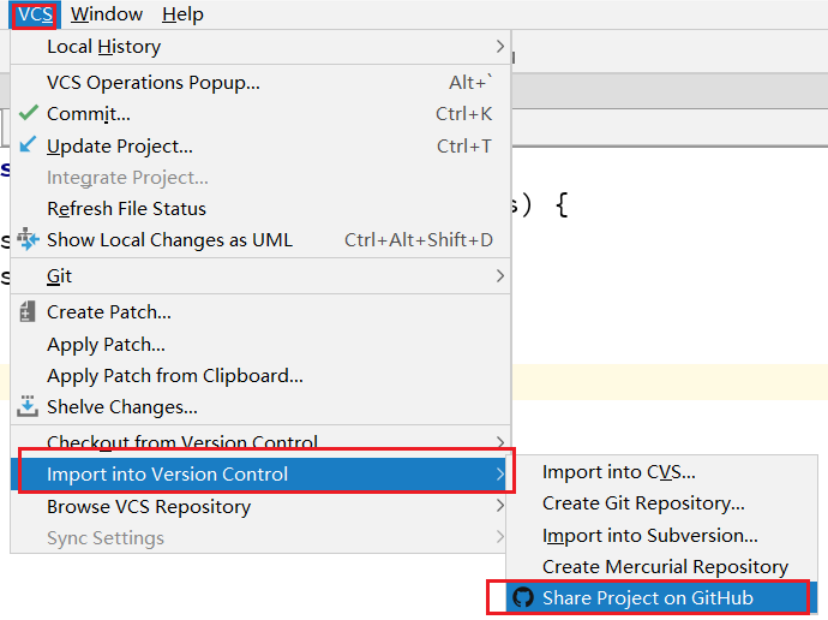 VCS Window Help
Local History
VCS Operations Popup... Alt+`
Commit... Ctrl+K
Update Project... Ctrl+T
Integrate Project...
Refresh File Status
s) {
Show Local Changes as UML Ctrl+Alt+Shift+D
Git
Create Patch...
Apply Patch...
Apply Patch from Clipboard...
Shelve Changes...
Checkout from Version Control
Import into Version Control
Browse VCS Repository
Sync Settings
Import into CVS...
Create Git Repository...
Import into Subversion...
Create Mercurial Repository
Share Project on GitHub